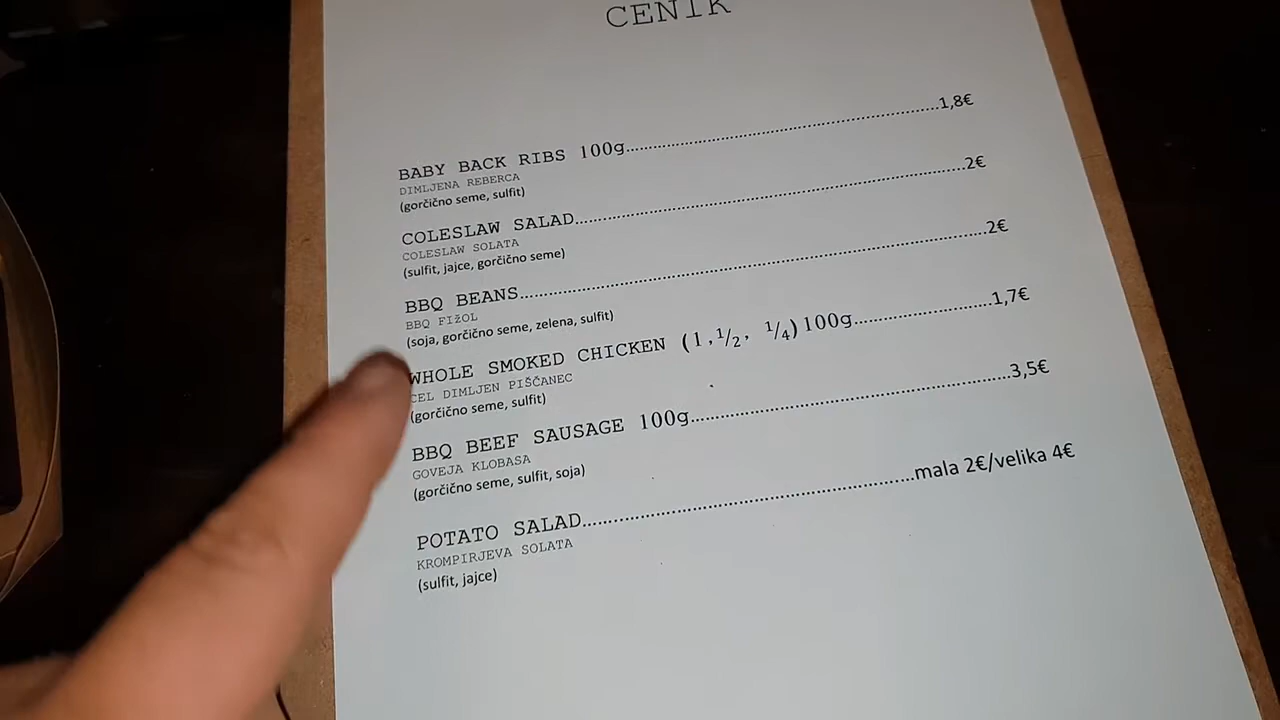 CENIK
BABY BACK RIBS 100g...........1,8€
DIMLJENA REBERCA
(gorčično seme, sulfit)
COLESLAW SALAD...........2€
COLESLAW SOLATA
(sulfit, jajce, gorčično seme)
BBQ BEANS...........2€
BBQ FIžOL
(soja, gorčično seme, zelena, sulfit)
WHOLE SMOKED CHICKEN (1,1/2, 1/4)100g...........1,7€
CEL DIMLJEN PIŠČANEC
(gorčično seme, sulfit)
BBQ BEEF SAUSAGE 100g...........3,5€
GOVEJA KLOBASA
(gorčično seme, sulfit, soja)
POTATO SALAD...........mala 2€/velika 4€
KROMPIRJEVA SOLATA
(sulfit, jajce)